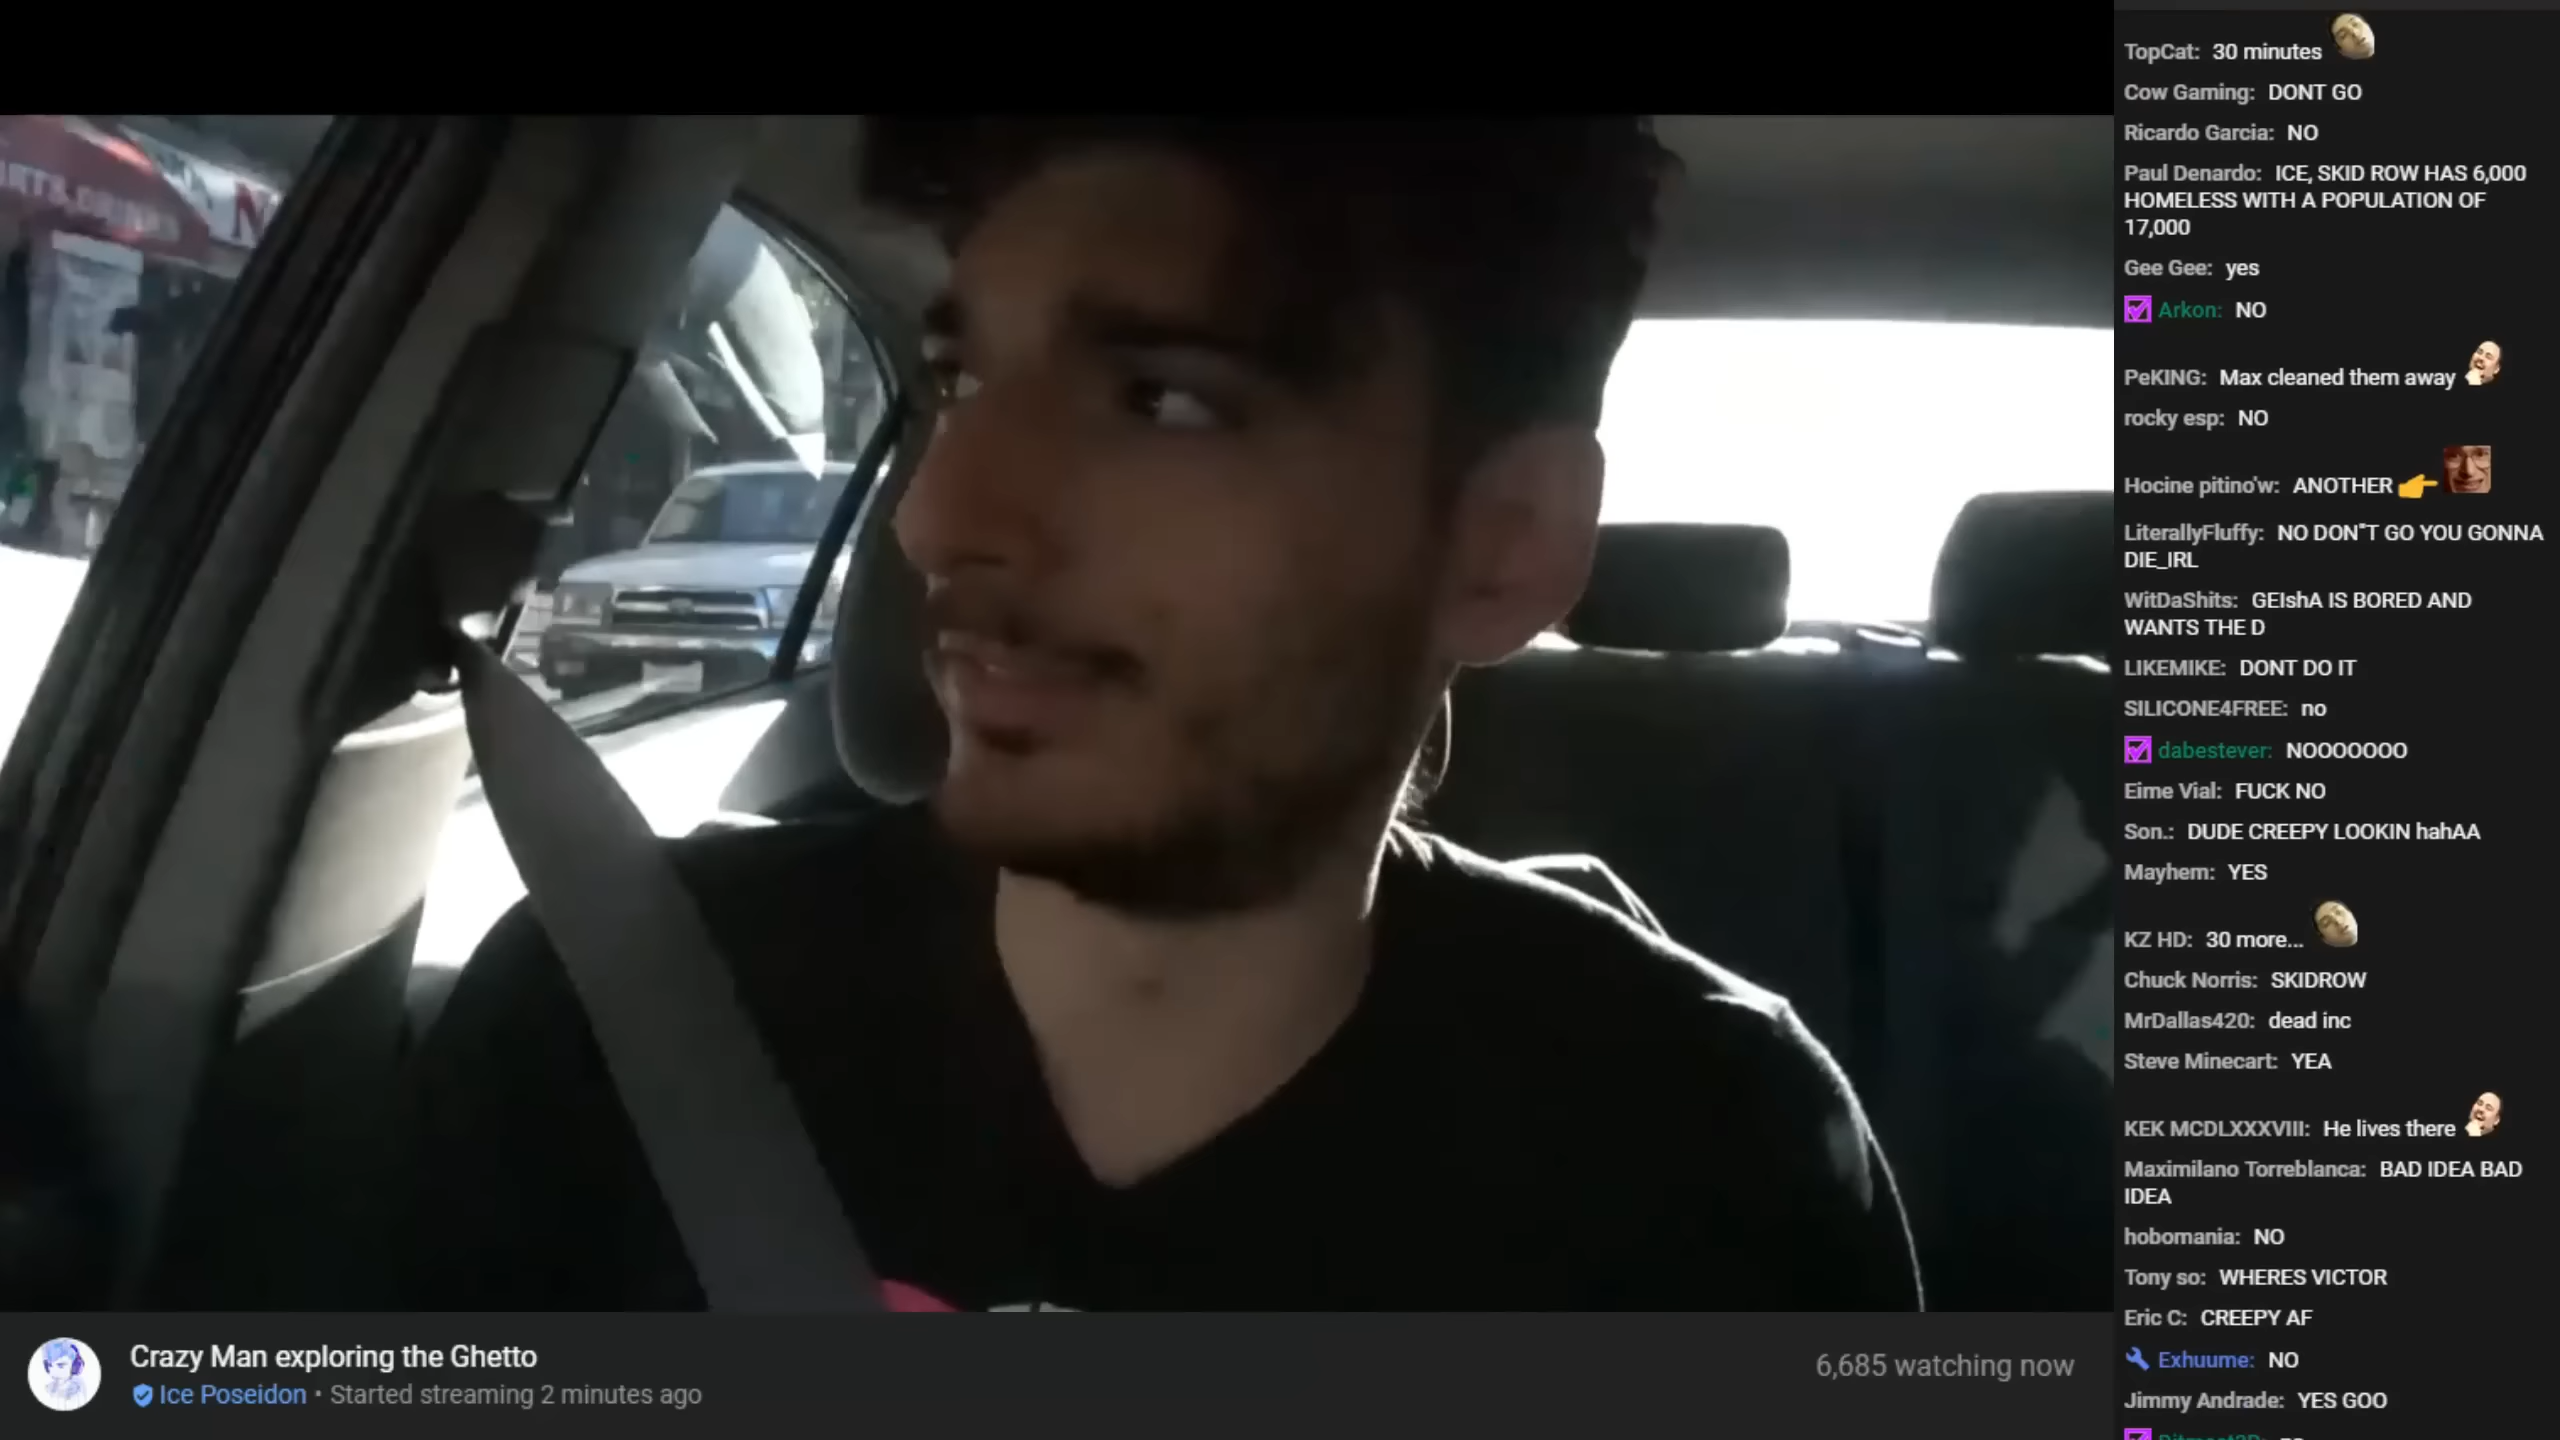 TopCat: 30 minutes
Cow Gaming: DONT GO
Ricardo Garcia: NO
Paul Denardo: ICE, SKID ROW HAS 6,000
HOMELESS WITH A POPULATION OF
17,000
Gee Gee: yes
Arkon: NO
PeKING: Max cleaned them away
rocky esp: NO
Hocine pitino'w: ANOTHER
LiterallyFluffy: NO DON"T GO YOU GONNA
DIE_IRL
WitDaShits: GEIshA IS BORED AND
WANTS THE D
LIKEMIKE: DONT DO IT
SILICONE4FREE: no
dabestever: NOOOOOOO
Eime Vial: FUCK NO
Son.: DUDE CREEPY LOOKIN hahAA
Mayhem: YES
KZ HD: 30 more...
Chuck Norris: SKIDROW
MrDallas420: dead inc
Steve Minecart: YEA
KEK MCDLXXXVIII: He lives there
Maximilano Torreblanca: BAD IDEA BAD
IDEA
hobomania: NO
Tony so: WHERES VICTOR
Eric C: CREEPY AF
Exhuume: NO
Jimmy Andrade: YES GOO
Crazy Man exploring the Ghetto
Ice Poseidon • Started streaming 2 minutes ago
6,685 watching now